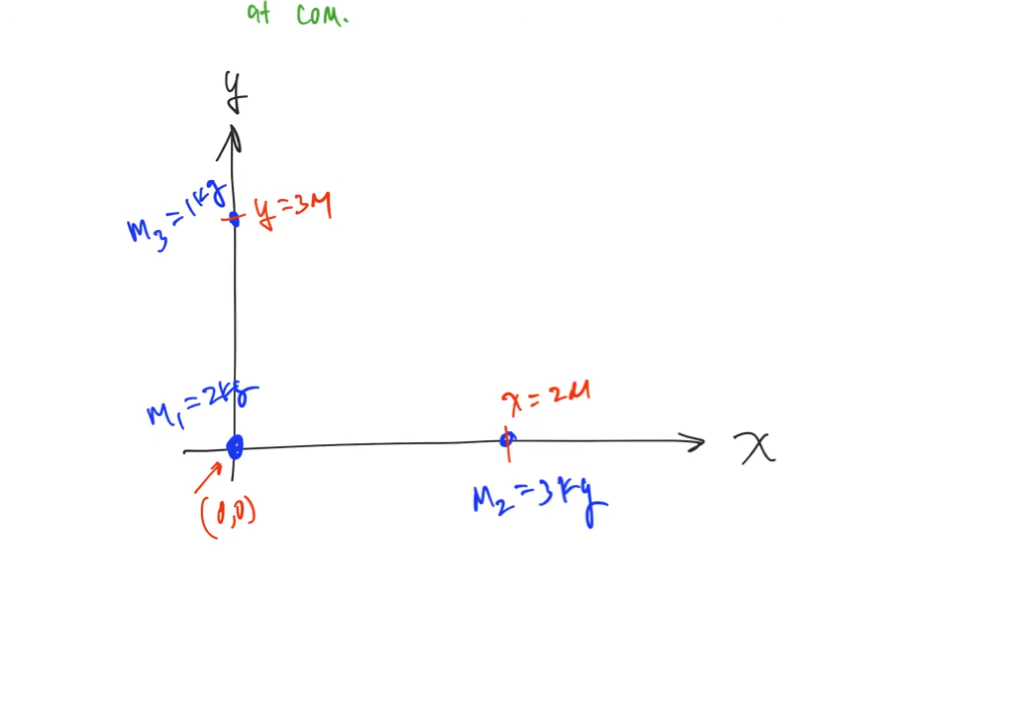 at COM.
y
M3 = 1kg
y = 3M
M1 = 2kg
x = 2M
x
M2 = 3kg
(0,0)